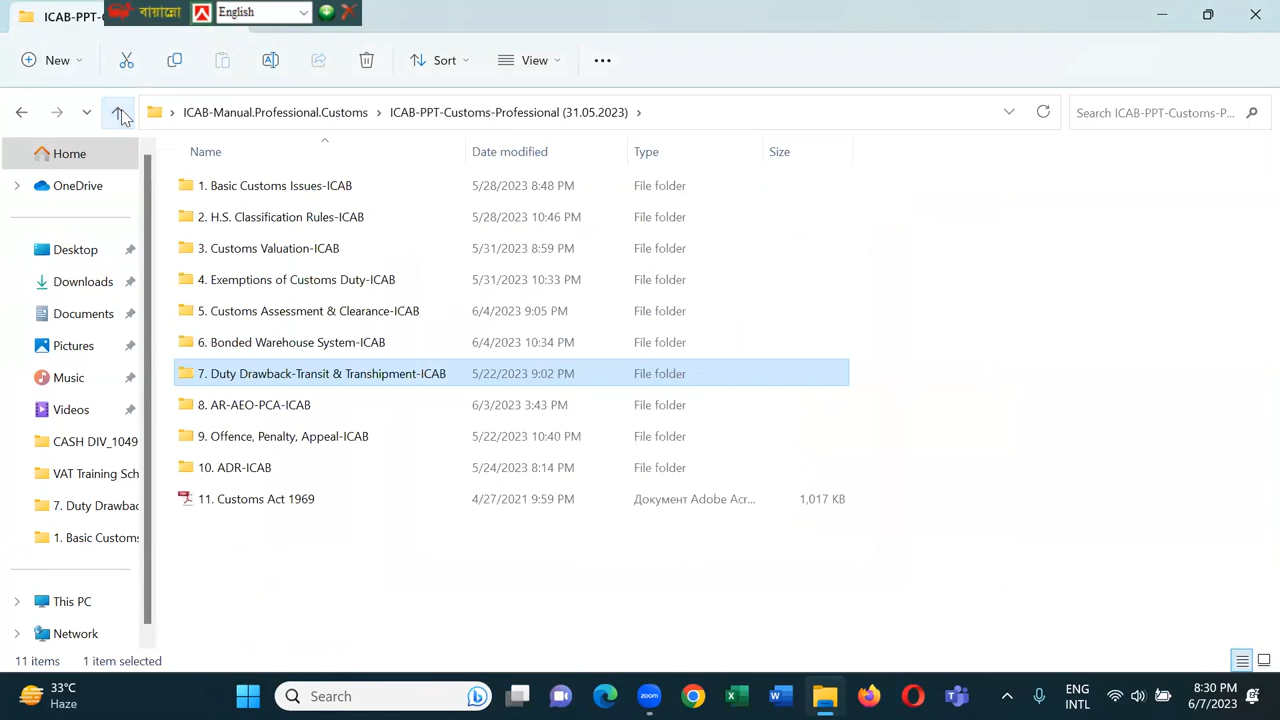 ICAB-PPT-C
বায়ান্নো
English
New
Sort
View
ICAB-Manual.Professional.Customs
ICAB-PPT-Customs-Professional (31.05.2023)
Search ICAB-PPT-Customs-P...
Name Date modified Type Size
Home
OneDrive
Desktop
Downloads
Documents
Pictures
Music
Videos
CASH DIV_1049
VAT Training Sch
7. Duty Drawbac
1. Basic Customs
This PC
Network
1. Basic Customs Issues-ICAB 5/28/2023 8:48 PM File folder
2. H.S. Classification Rules-ICAB 5/28/2023 10:46 PM File folder
3. Customs Valuation-ICAB 5/31/2023 8:59 PM File folder
4. Exemptions of Customs Duty-ICAB 5/31/2023 10:33 PM File folder
5. Customs Assessment & Clearance-ICAB 6/4/2023 9:05 PM File folder
6. Bonded Warehouse System-ICAB 6/4/2023 10:34 PM File folder
7. Duty Drawback-Transit & Transhipment-ICAB 5/22/2023 9:02 PM File folder
8. AR-AEO-PCA-ICAB 6/3/2023 3:43 PM File folder
9. Offence, Penalty, Appeal-ICAB 5/22/2023 10:40 PM File folder
10. ADR-ICAB 5/24/2023 8:14 PM File folder
11. Customs Act 1969 4/27/2021 9:59 PM Документ Adobe Acr... 1,017 KB
11 items 1 item selected
33°C
Haze
Search
zoom
ENG
INTL
8:30 PM
6/7/2023